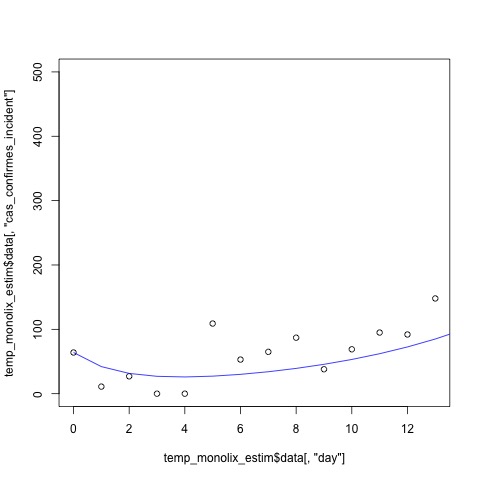 500
400
300
200
100
0
temp_monolix_estim$data[, "cas_confirmes_incident"]
0 2 4 6 8 10 12
temp_monolix_estim$data[, "day"]